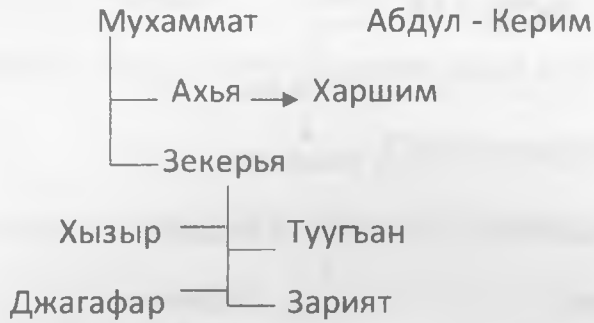 Мухаммат Абдул - Керим
Ахья Харшим
Зекерья
Хызыр Туугъан
Джагафар Зарият